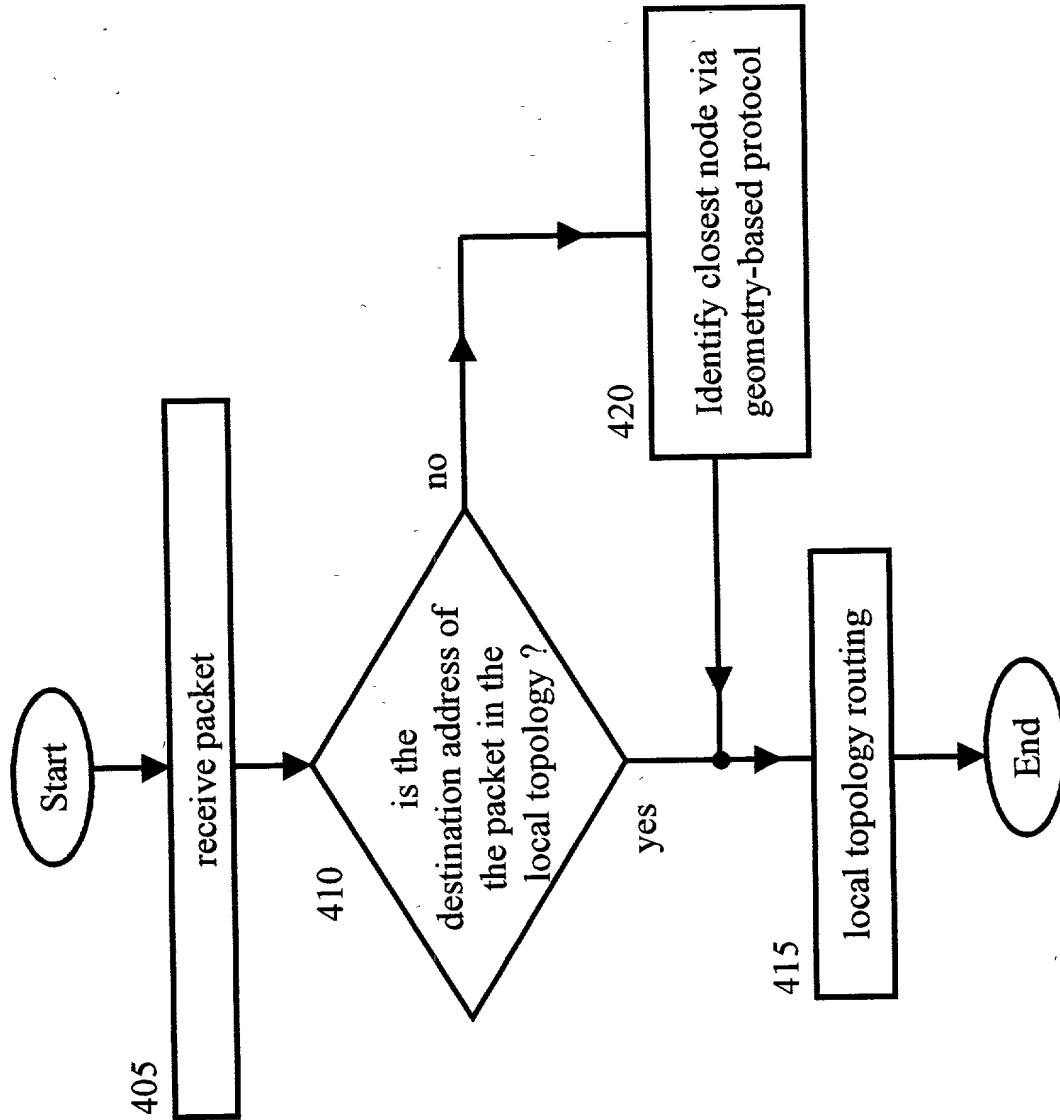 Start
405
receive packet
410
is the
destination address of
the packet in the
local topology ?
no
yes
420
Identify closest node via
geometry-based protocol
415
local topology routing
End